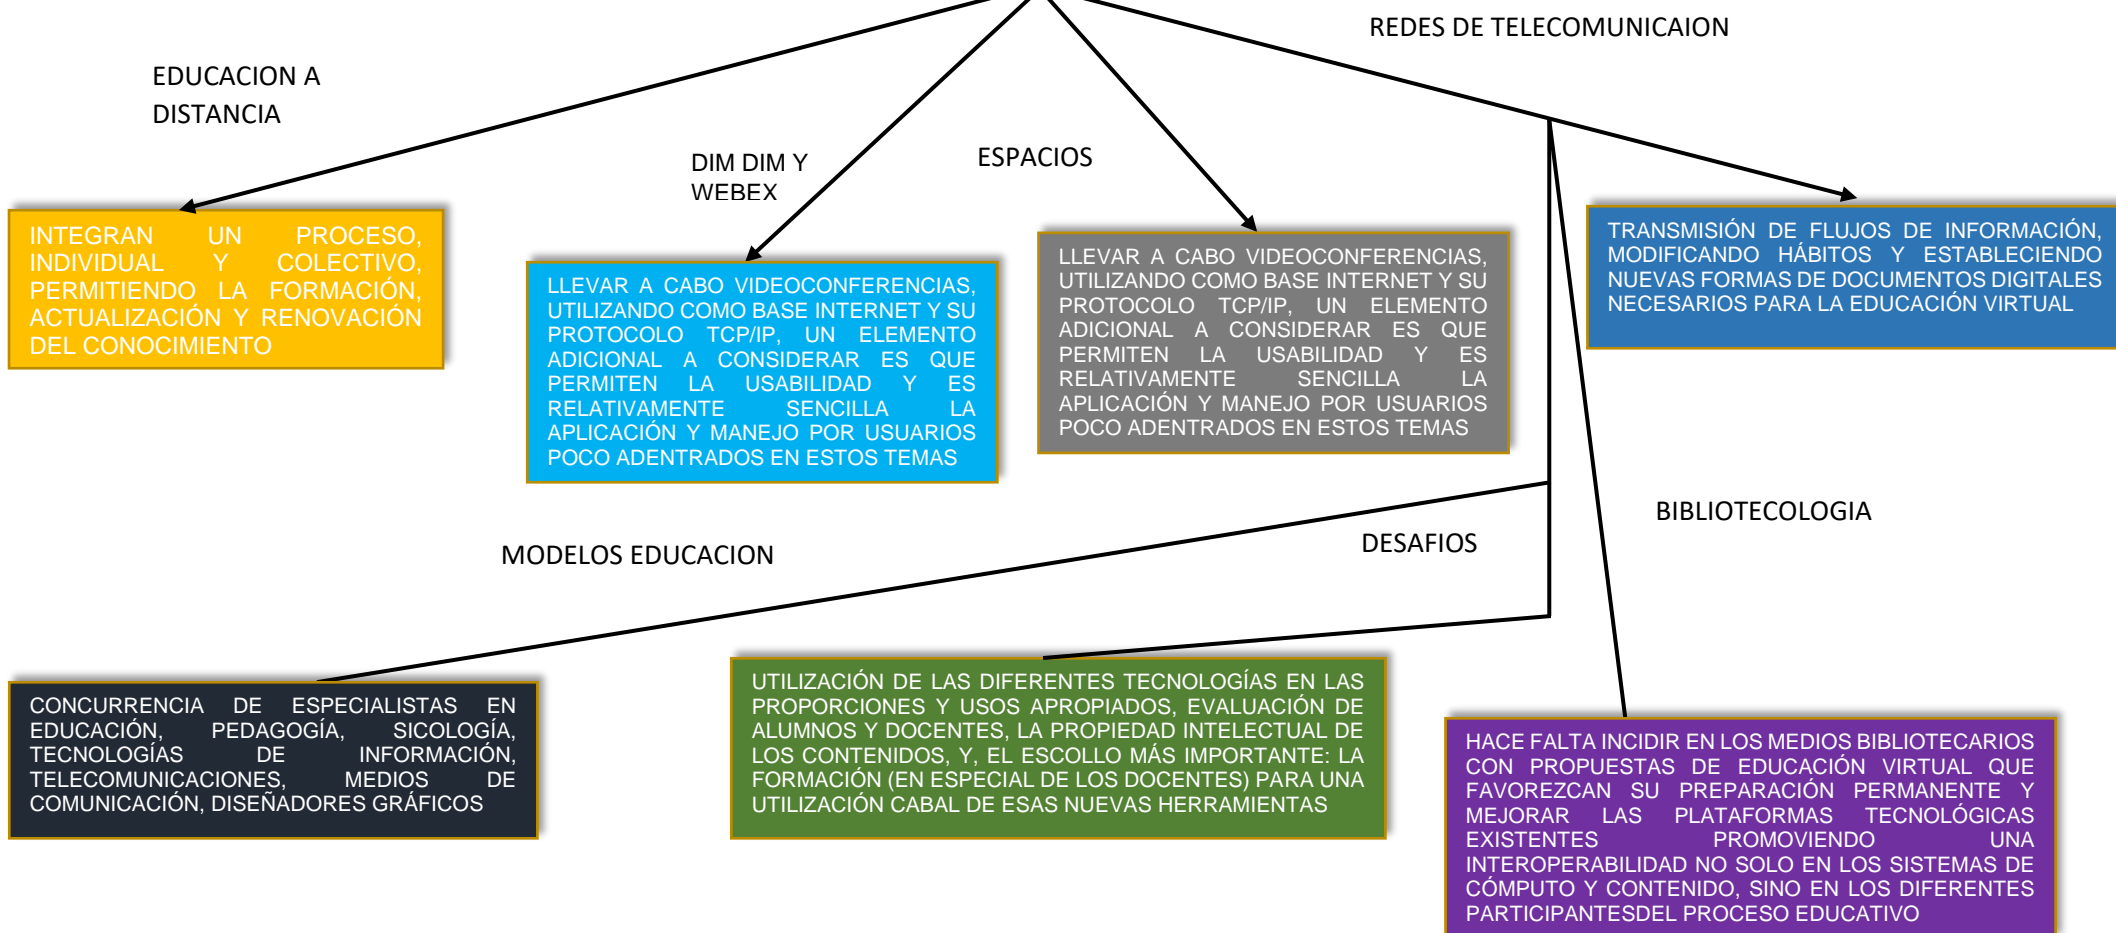 REDES DE TELECOMUNICAION
EDUCACION A
DISTANCIA
DIM DIM Y
WEBEX
ESPACIOS
INTEGRAN UN PROCESO,
INDIVIDUAL Y COLECTIVO,
PERMITIENDO LA FORMACIÓN,
ACTUALIZACIÓN Y RENOVACIÓN
DEL CONOCIMIENTO
LLEVAR A CABO VIDEOCONFERENCIAS,
UTILIZANDO COMO BASE INTERNET Y SU
PROTOCOLO TCP/IP, UN ELEMENTO
ADICIONAL A CONSIDERAR ES QUE
PERMITEN LA USABILIDAD Y ES
RELATIVAMENTE SENCILLA LA
APLICACIÓN Y MANEJO POR USUARIOS
POCO ADENTRADOS EN ESTOS TEMAS
LLEVAR A CABO VIDEOCONFERENCIAS,
UTILIZANDO COMO BASE INTERNET Y SU
PROTOCOLO TCP/IP, UN ELEMENTO
ADICIONAL A CONSIDERAR ES QUE
PERMITEN LA USABILIDAD Y ES
RELATIVAMENTE SENCILLA LA
APLICACIÓN Y MANEJO POR USUARIOS
POCO ADENTRADOS EN ESTOS TEMAS
TRANSMISIÓN DE FLUJOS DE INFORMACIÓN,
MODIFICANDO HÁBITOS Y ESTABLECIENDO
NUEVAS FORMAS DE DOCUMENTOS DIGITALES
NECESARIOS PARA LA EDUCACIÓN VIRTUAL
MODELOS EDUCACION
DESAFIOS
BIBLIOTECOLOGIA
CONCURRENCIA DE ESPECIALISTAS EN
EDUCACIÓN, PEDAGOGÍA, SICOLOGÍA,
TECNOLOGÍAS DE INFORMACIÓN,
TELECOMUNICACIONES, MEDIOS DE
COMUNICACIÓN, DISEÑADORES GRÁFICOS
UTILIZACIÓN DE LAS DIFERENTES TECNOLOGÍAS EN LAS
PROPORCIONES Y USOS APROPIADOS, EVALUACIÓN DE
ALUMNOS Y DOCENTES, LA PROPIEDAD INTELECTUAL DE
LOS CONTENIDOS, Y, EL ESCOLLO MÁS IMPORTANTE: LA
FORMACIÓN (EN ESPECIAL DE LOS DOCENTES) PARA UNA
UTILIZACIÓN CABAL DE ESAS NUEVAS HERRAMIENTAS
HACE FALTA INCIDIR EN LOS MEDIOS BIBLIOTECARIOS
CON PROPUESTAS DE EDUCACIÓN VIRTUAL QUE
FAVOREZCAN SU PREPARACIÓN PERMANENTE Y
MEJORAR LAS PLATAFORMAS TECNOLÓGICAS
EXISTENTES PROMOVIENDO UNA
INTEROPERABILIDAD NO SOLO EN LOS SISTEMAS DE
CÓMPUTO Y CONTENIDO, SINO EN LOS DIFERENTES
PARTICIPANTESDEL PROCESO EDUCATIVO